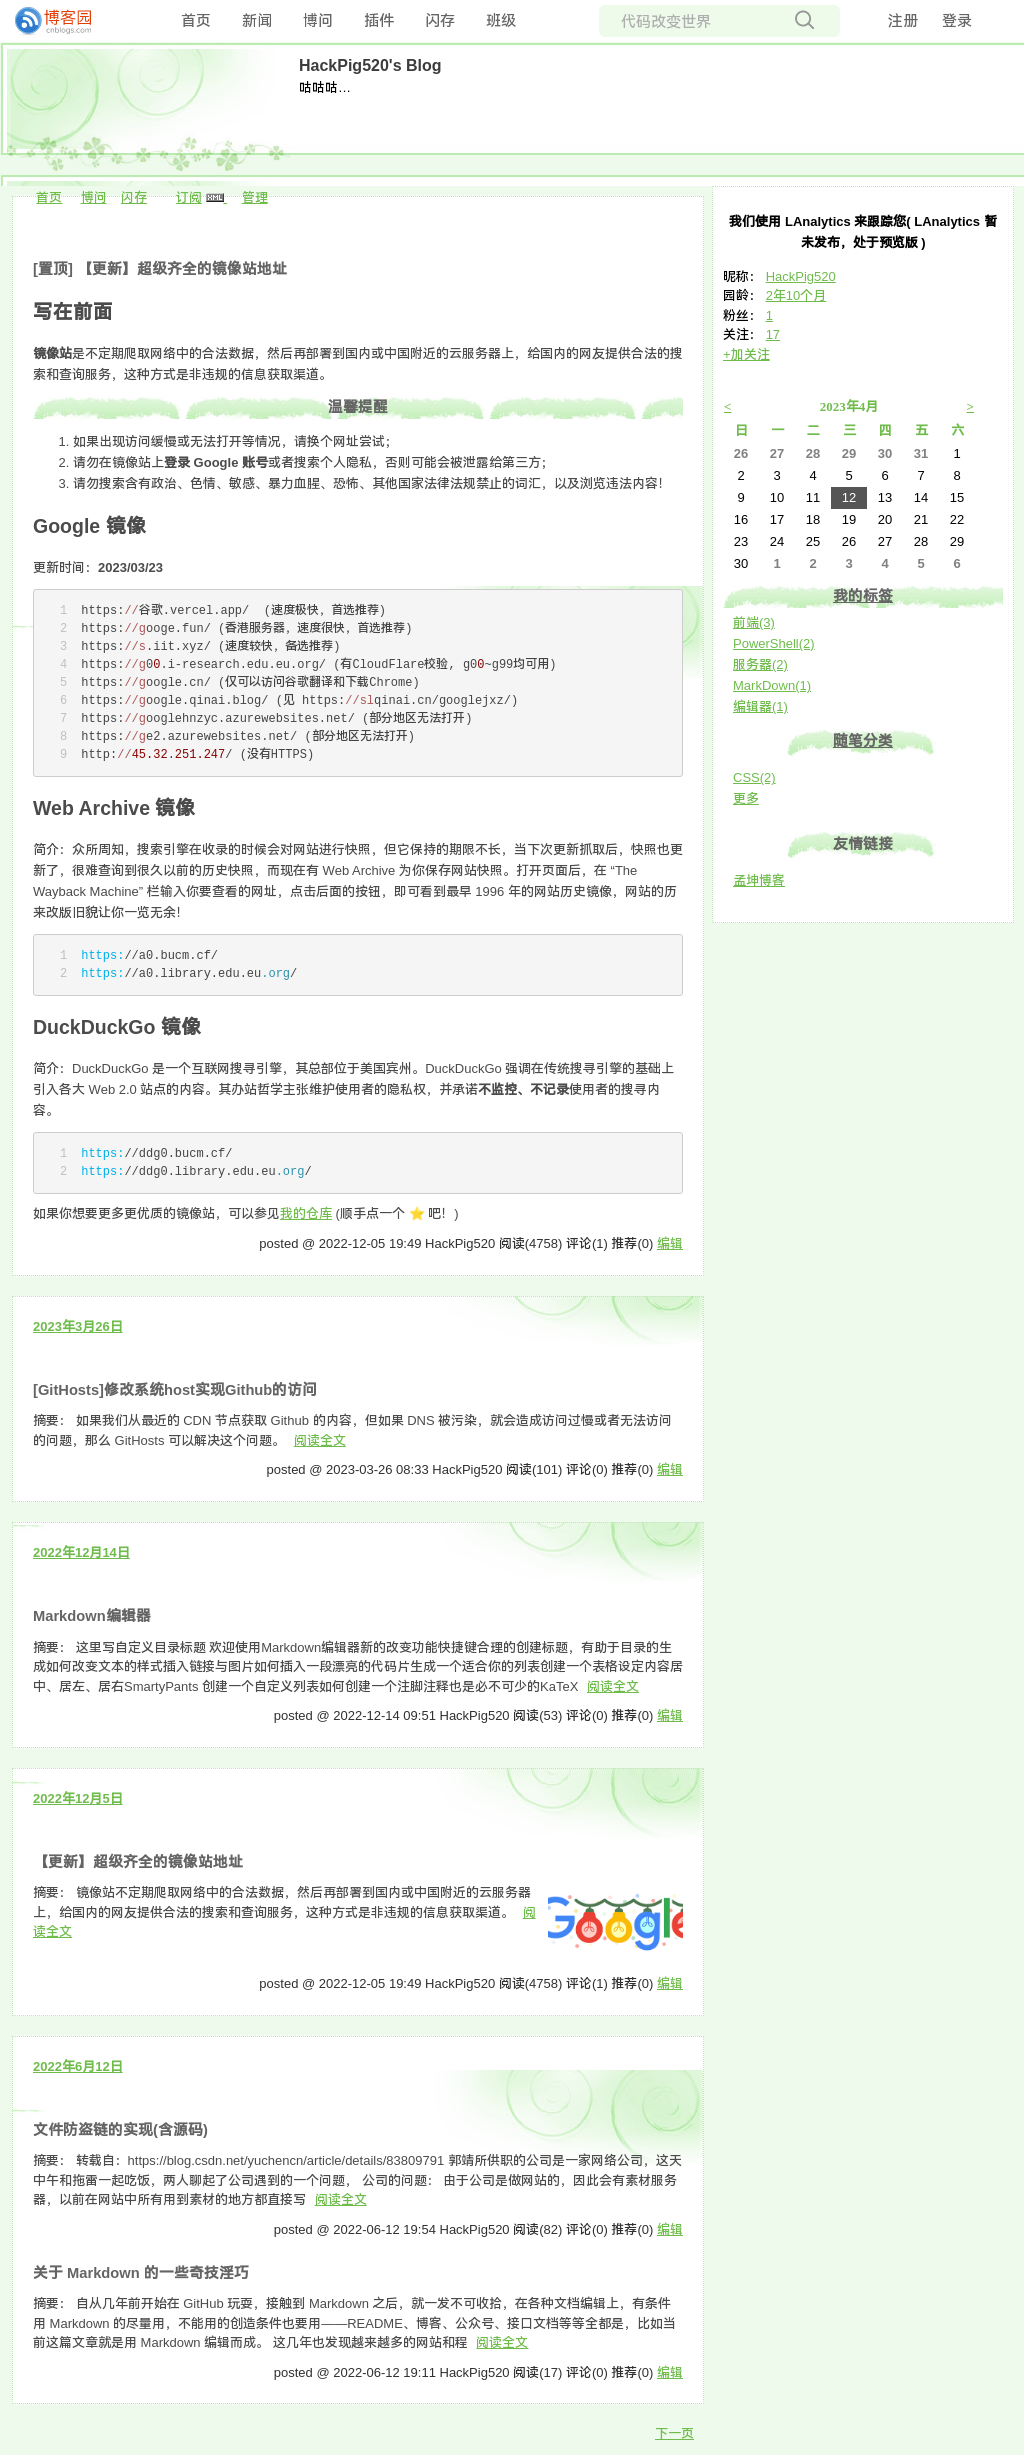 博客园
cnblogs.com
首页 新闻 博问 插件 闪存 班级
代码改变世界
注册 登录
HackPig520's Blog
咕咕咕…
首页 博问 闪存 订阅 XML 管理
[置顶] 【更新】超级齐全的镜像站地址
写在前面
镜像站是不定期爬取网络中的合法数据，然后再部署到国内或中国附近的云服务器上，给国内的网友提供合法的搜
索和查询服务，这种方式是非违规的信息获取渠道。
温馨提醒
1. 如果出现访问缓慢或无法打开等情况，请换个网址尝试；
2. 请勿在镜像站上登录 Google 账号或者搜索个人隐私，否则可能会被泄露给第三方；
3. 请勿搜索含有政治、色情、敏感、暴力血腥、恐怖、其他国家法律法规禁止的词汇，以及浏览违法内容！
Google 镜像
更新时间：2023/03/23
1 https://谷歌.vercel.app/ (速度极快，首选推荐)
2 https://googe.fun/ (香港服务器，速度很快，首选推荐)
3 https://s.iit.xyz/ (速度较快，备选推荐)
4 https://g00.i-research.edu.eu.org/ (有CloudFlare校验, g00~g99均可用)
5 https://google.cn/ (仅可以访问谷歌翻译和下载Chrome)
6 https://google.qinai.blog/ (见 https://slqinai.cn/googlejxz/)
7 https://googlehnzyc.azurewebsites.net/ (部分地区无法打开)
8 https://ge2.azurewebsites.net/ (部分地区无法打开)
9 http://45.32.251.247/ (没有HTTPS)
Web Archive 镜像
简介：众所周知，搜索引擎在收录的时候会对网站进行快照，但它保持的期限不长，当下次更新抓取后，快照也更
新了，很难查询到很久以前的历史快照，而现在有 Web Archive 为你保存网站快照。打开页面后，在 “The
Wayback Machine” 栏输入你要查看的网址，点击后面的按钮，即可看到最早 1996 年的网站历史镜像，网站的历
来改版旧貌让你一览无余！
1 https://a0.bucm.cf/
2 https://a0.library.edu.eu.org/
DuckDuckGo 镜像
简介：DuckDuckGo 是一个互联网搜寻引擎，其总部位于美国宾州。DuckDuckGo 强调在传统搜寻引擎的基础上
引入各大 Web 2.0 站点的内容。其办站哲学主张维护使用者的隐私权，并承诺不监控、不记录使用者的搜寻内
容。
1 https://ddg0.bucm.cf/
2 https://ddg0.library.edu.eu.org/
如果你想要更多更优质的镜像站，可以参见我的仓库 (顺手点一个 ⭐ 吧！)
posted @ 2022-12-05 19:49 HackPig520 阅读(4758) 评论(1) 推荐(0) 编辑
2023年3月26日
[GitHosts]修改系统host实现Github的访问
摘要： 如果我们从最近的 CDN 节点获取 Github 的内容，但如果 DNS 被污染，就会造成访问过慢或者无法访问
的问题，那么 GitHosts 可以解决这个问题。 阅读全文
posted @ 2023-03-26 08:33 HackPig520 阅读(101) 评论(0) 推荐(0) 编辑
2022年12月14日
Markdown编辑器
摘要： 这里写自定义目录标题 欢迎使用Markdown编辑器新的改变功能快捷键合理的创建标题，有助于目录的生
成如何改变文本的样式插入链接与图片如何插入一段漂亮的代码片生成一个适合你的列表创建一个表格设定内容居
中、居左、居右SmartyPants 创建一个自定义列表如何创建一个注脚注释也是必不可少的KaTeX 阅读全文
posted @ 2022-12-14 09:51 HackPig520 阅读(53) 评论(0) 推荐(0) 编辑
2022年12月5日
【更新】超级齐全的镜像站地址
摘要： 镜像站不定期爬取网络中的合法数据，然后再部署到国内或中国附近的云服务器
上，给国内的网友提供合法的搜索和查询服务，这种方式是非违规的信息获取渠道。 阅
读全文
Google
posted @ 2022-12-05 19:49 HackPig520 阅读(4758) 评论(1) 推荐(0) 编辑
2022年6月12日
文件防盗链的实现(含源码)
摘要： 转载自：https://blog.csdn.net/yuchencn/article/details/83809791 郭靖所供职的公司是一家网络公司，这天
中午和拖雷一起吃饭，两人聊起了公司遇到的一个问题， 公司的问题： 由于公司是做网站的，因此会有素材服务
器，以前在网站中所有用到素材的地方都直接写 阅读全文
posted @ 2022-06-12 19:54 HackPig520 阅读(82) 评论(0) 推荐(0) 编辑
关于 Markdown 的一些奇技淫巧
摘要： 自从几年前开始在 GitHub 玩耍，接触到 Markdown 之后，就一发不可收拾，在各种文档编辑上，有条件
用 Markdown 的尽量用，不能用的创造条件也要用——README、博客、公众号、接口文档等等全都是，比如当
前这篇文章就是用 Markdown 编辑而成。 这几年也发现越来越多的网站和程 阅读全文
posted @ 2022-06-12 19:11 HackPig520 阅读(17) 评论(0) 推荐(0) 编辑
下一页
我们使用 LAnalytics 来跟踪您( LAnalytics 暂
未发布，处于预览版 )
昵称： HackPig520
园龄： 2年10个月
粉丝： 1
关注： 17
+加关注
< 2023年4月 >
日 一 二 三 四 五 六
26 27 28 29 30 31 1
2 3 4 5 6 7 8
9 10 11 12 13 14 15
16 17 18 19 20 21 22
23 24 25 26 27 28 29
30 1 2 3 4 5 6
我的标签
前端(3)
PowerShell(2)
服务器(2)
MarkDown(1)
编辑器(1)
随笔分类
CSS(2)
更多
友情链接
孟坤博客